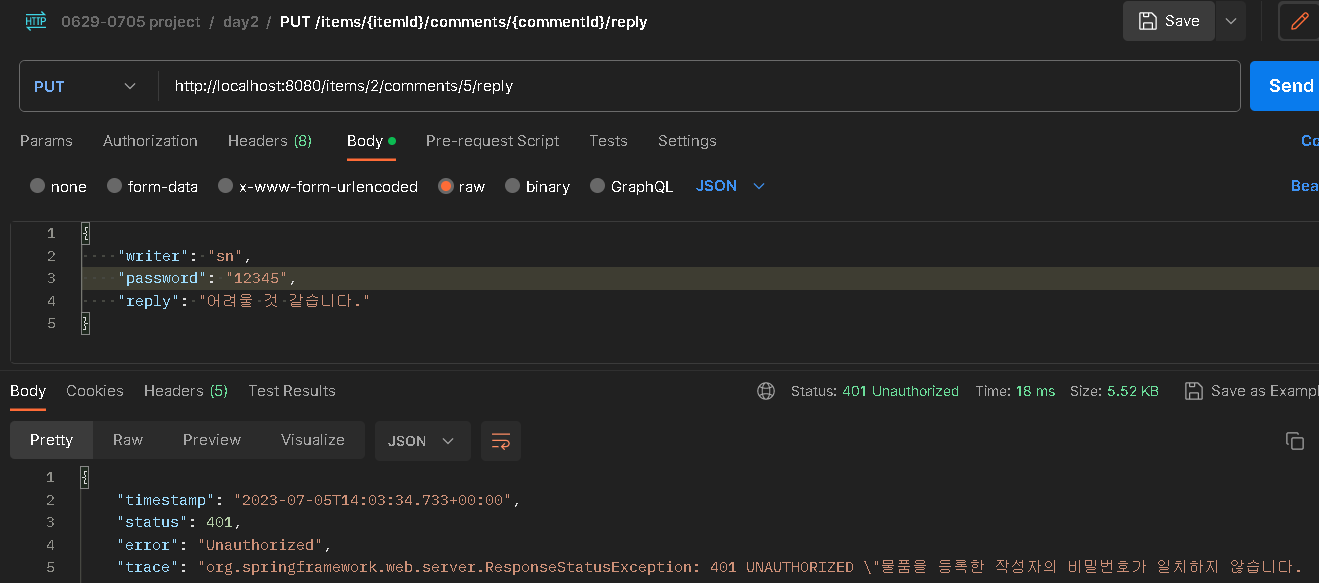 HTTP 0629-0705 project / day2 / PUT /items/{itemId}/comments/{commentId}/reply Save
PUT http://localhost:8080/items/2/comments/5/reply Send
Params Authorization Headers (8) Body Pre-request Script Tests Settings Co
none form-data x-www-form-urlencoded raw binary GraphQL JSON Bea
1 {
2 "writer": "sn",
3 "password": "12345",
4 "reply": "어려울 것 같습니다."
5 }
Body Cookies Headers (5) Test Results Status: 401 Unauthorized Time: 18 ms Size: 5.52 KB Save as Exampl
Pretty Raw Preview Visualize JSON
1 {
2 "timestamp": "2023-07-05T14:03:34.733+00:00",
3 "status": 401,
4 "error": "Unauthorized",
5 "trace": "org.springframework.web.server.ResponseStatusException: 401 UNAUTHORIZED \"물품을 등록한 작성자의 비밀번호가 일치하지 않습니다.